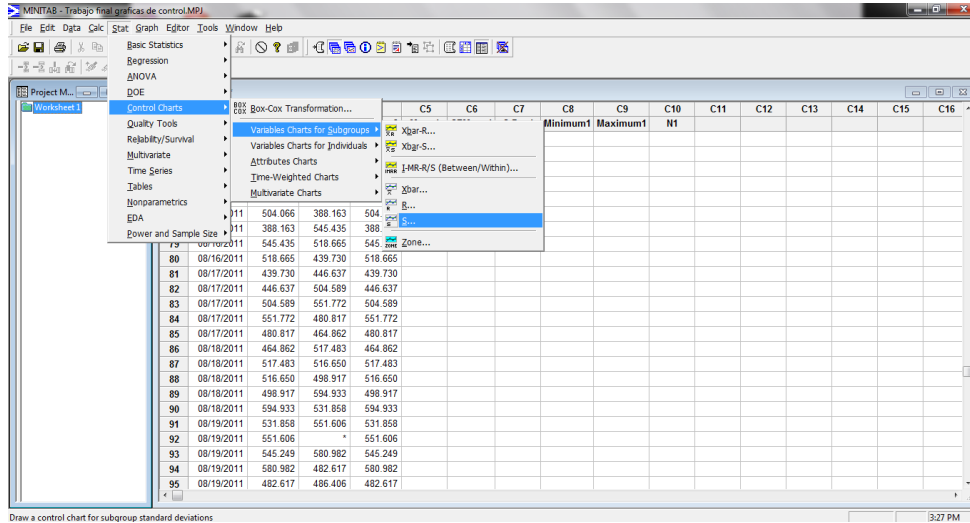 MINITAB - Trabajo final graficas de control.MPJ
File Edit Data Calc Stat Graph Editor Tools Window Help
Project M...
Worksheet 1
Basic Statistics
Regression
ANOVA
DOE
Control Charts
Quality Tools
Reliability/Survival
Multivariate
Time Series
Tables
Nonparametrics
EDA
Power and Sample Size
BOX COX Box-Cox Transformation...
Variables Charts for Subgroups
Variables Charts for Individuals
Attributes Charts
Time-Weighted Charts
Multivariate Charts
Xbar-R...
Xbar-S...
I-MR-R/S (Between/Within)...
Xbar...
R...
S...
Zone...
C5 C6 C7 C8 C9 C10 C11 C12 C13 C14 C15 C16
Minimum1 Maximum1 N1
011 504.066 388.163 504.
011 388.163 545.435 388.
79 08/16/2011 545.435 518.665 545.
80 08/16/2011 518.665 439.730 518.665
81 08/17/2011 439.730 446.637 439.730
82 08/17/2011 446.637 504.589 446.637
83 08/17/2011 504.589 551.772 504.589
84 08/17/2011 551.772 480.817 551.772
85 08/17/2011 480.817 464.862 480.817
86 08/18/2011 464.862 517.483 464.862
87 08/18/2011 517.483 516.650 517.483
88 08/18/2011 516.650 498.917 516.650
89 08/18/2011 498.917 594.933 498.917
90 08/18/2011 594.933 531.858 594.933
91 08/19/2011 531.858 551.606 531.858
92 08/19/2011 551.606 * 551.606
93 08/19/2011 545.249 580.982 545.249
94 08/19/2011 580.982 482.617 580.982
95 08/19/2011 482.617 486.406 482.617
Draw a control chart for subgroup standard deviations
3:27 PM